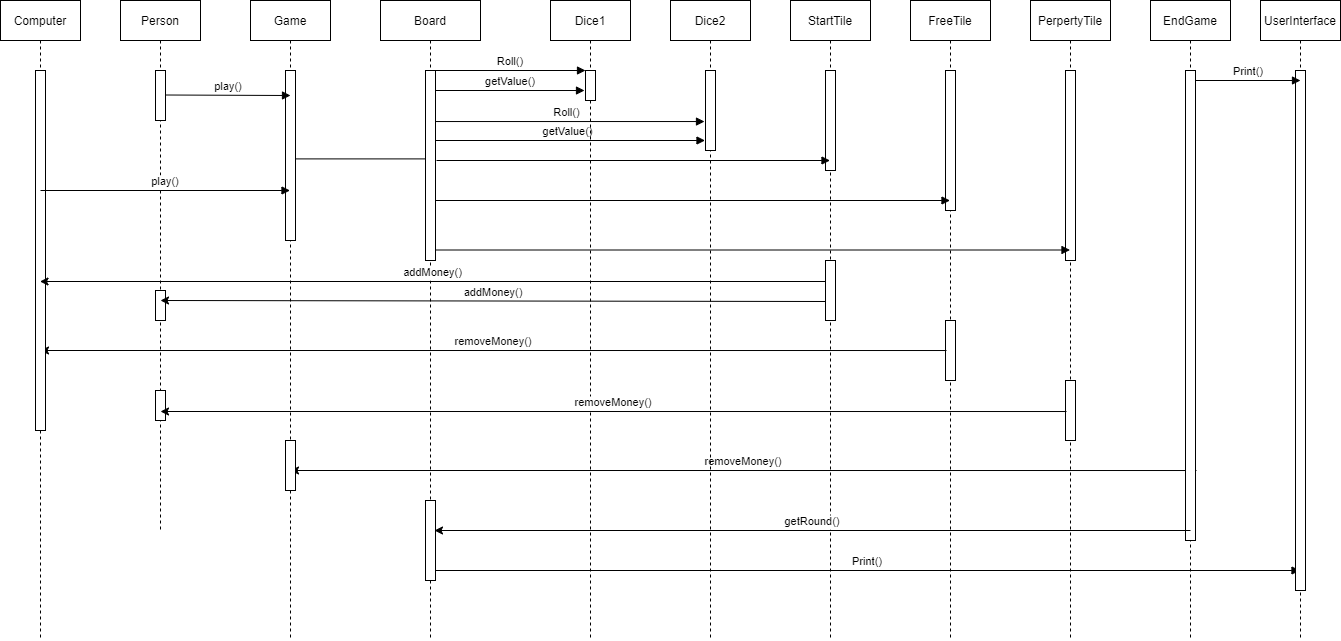 Computer
Person
Game
Board
Dice1
Dice2
StartTile
FreeTile
PerpertyTile
EndGame
UserInterface
Roll()
Print()
getValue()
play()
Roll()
getValue()
play()
addMoney()
addMoney()
removeMoney()
removeMoney()
removeMoney()
getRound()
Print()